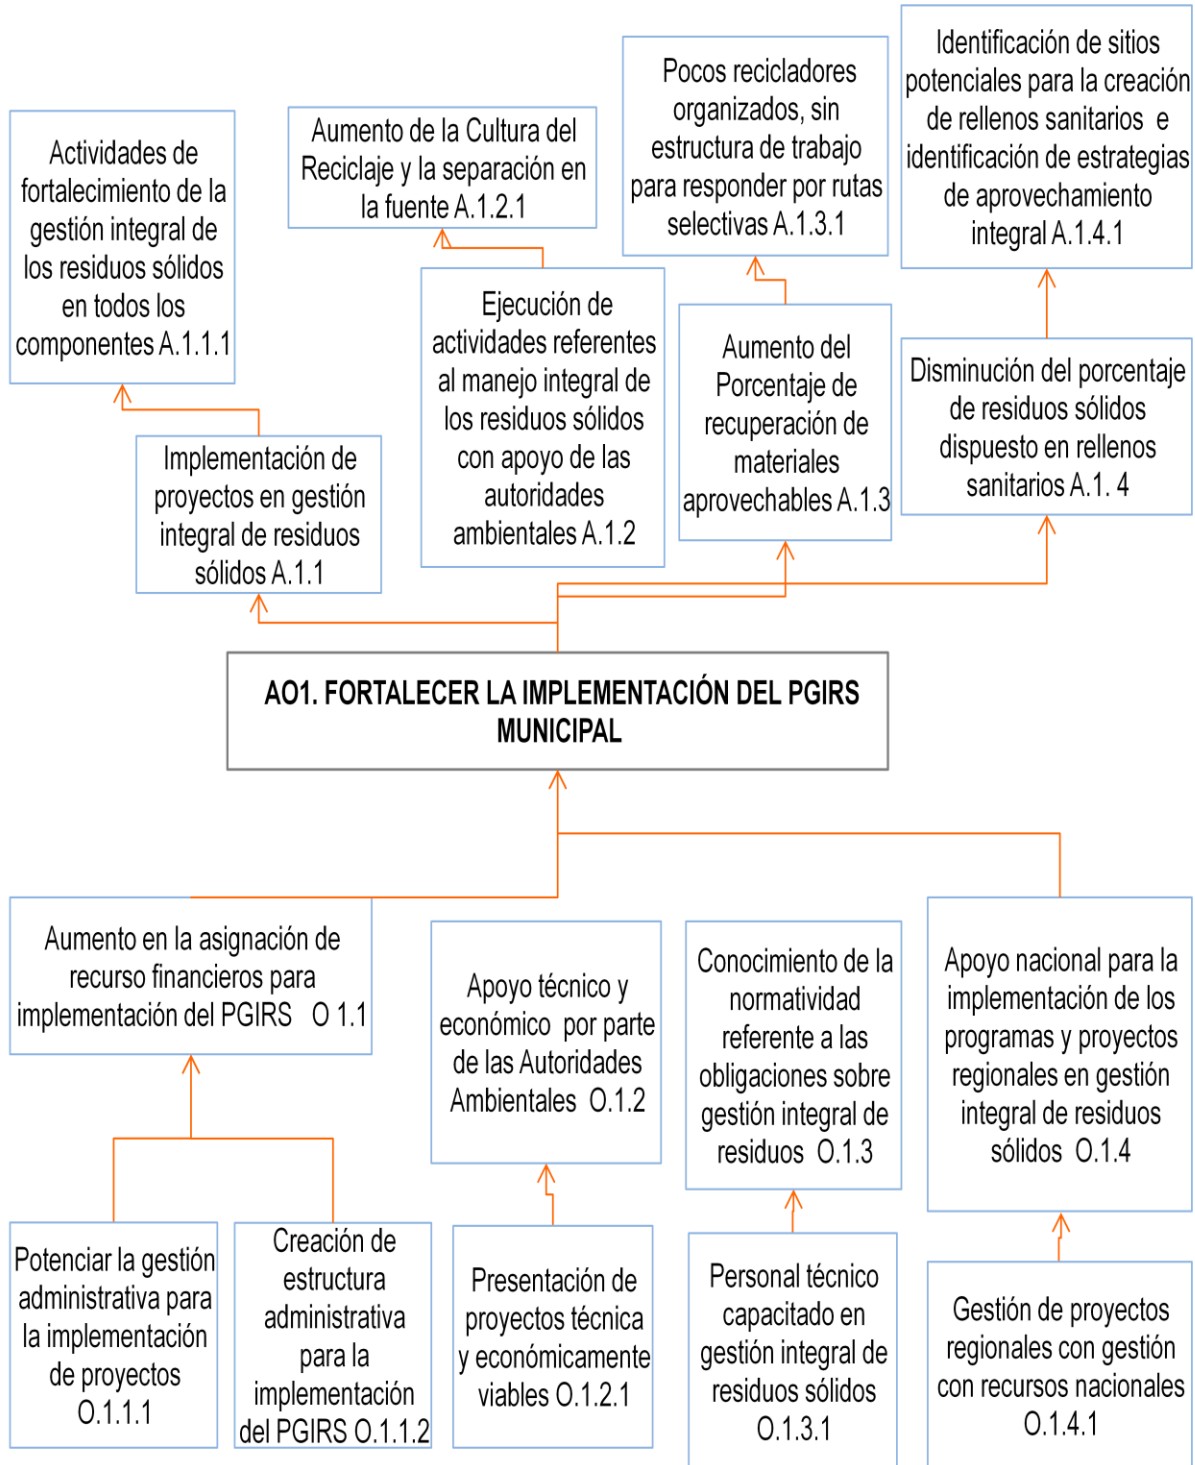 Actividades de
fortalecimiento de la
gestión integral de
los residuos sólidos
en todos los
componentes A.1.1.1
Aumento de la Cultura del
Reciclaje y la separación en
la fuente A.1.2.1
Pocos recicladores
organizados, sin
estructura de trabajo
para responder por rutas
selectivas A.1.3.1
Identificación de sitios
potenciales para la creación
de rellenos sanitarios e
identificación de estrategias
de aprovechamiento
integral A.1.4.1
Implementación de
proyectos en gestión
integral de residuos
sólidos A.1.1
Ejecución de
actividades referentes
al manejo integral de
los residuos sólidos
con apoyo de las
autoridades
ambientales A.1.2
Aumento del
Porcentaje de
recuperación de
materiales
aprovechables A.1.3
Disminución del porcentaje
de residuos sólidos
dispuesto en rellenos
sanitarios A.1. 4
AO1. FORTALECER LA IMPLEMENTACIÓN DEL PGIRS
MUNICIPAL
Aumento en la asignación de
recurso financieros para
implementación del PGIRS O 1.1
Apoyo técnico y
económico por parte
de las Autoridades
Ambientales O.1.2
Conocimiento de la
normatividad
referente a las
obligaciones sobre
gestión integral de
residuos O.1.3
Apoyo nacional para la
implementación de los
programas y proyectos
regionales en gestión
integral de residuos
sólidos O.1.4
Potenciar la gestión
administrativa para
la implementación
de proyectos
O.1.1.1
Creación de
estructura
administrativa
para la
implementación
del PGIRS O.1.1.2
Presentación de
proyectos técnica
y económicamente
viables O.1.2.1
Personal técnico
capacitado en
gestión integral de
residuos sólidos
O.1.3.1
Gestión de proyectos
regionales con gestión
con recursos nacionales
O.1.4.1